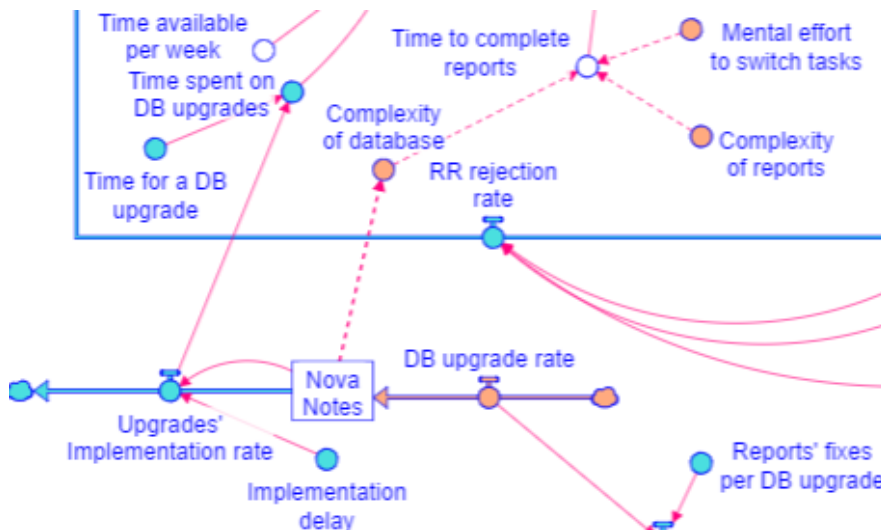 Time available
per week
Time to complete
reports
Mental effort
to switch tasks
Time spent on
DB upgrades
Complexity
of database
Complexity
of reports
Time for a DB
upgrade
RR rejection
rate
DB upgrade rate
Nova
Notes
Upgrades'
Implementation rate
Reports' fixes
per DB upgrade
Implementation
delay